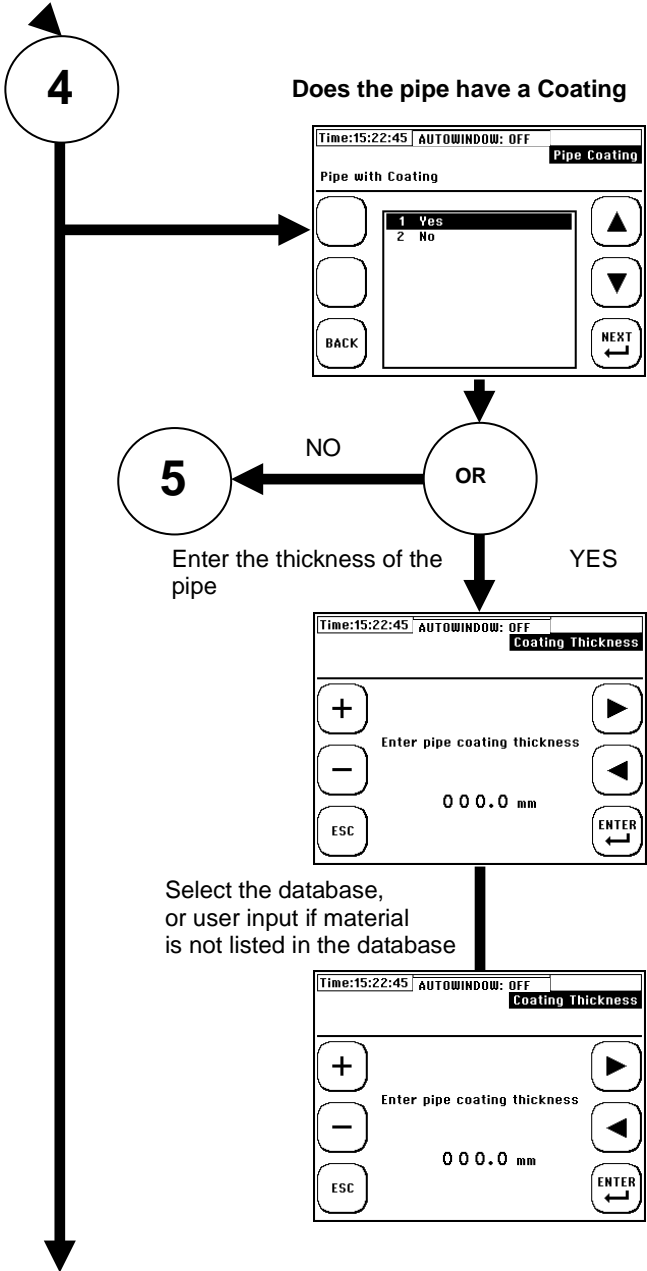 4
Does the pipe have a Coating
Time:15:22:45 AUTOWINDOW: OFF
Pipe Coating
Pipe with Coating
1 Yes
2 No
BACK
NEXT
NO
5
OR
Enter the thickness of the
pipe
YES
Time:15:22:45 AUTOWINDOW: OFF
Coating Thickness
+
Enter pipe coating thickness
−
000.0 mm
ESC
ENTER
Select the database,
or user input if material
is not listed in the database
Time:15:22:45 AUTOWINDOW: OFF
Coating Thickness
+
Enter pipe coating thickness
−
000.0 mm
ESC
ENTER